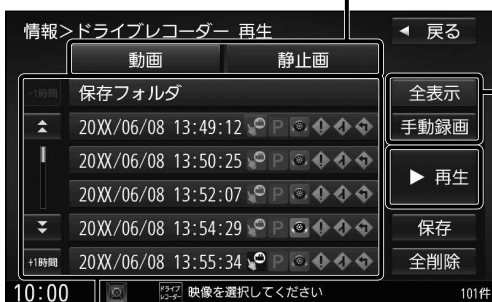 情報>ドライブレコーダー 再生
◀ 戻る
動画 静止画
-1時間 保存フォルダ 全表示
20XX/06/08 13:49:12 P 手動録画
20XX/06/08 13:50:25 P
▶ 再生
20XX/06/08 13:52:07 P
20XX/06/08 13:54:29 P 保存
+1時間 20XX/06/08 13:55:34 P 全削除
10:00 ドライブレコーダー 映像を選択してください 101件